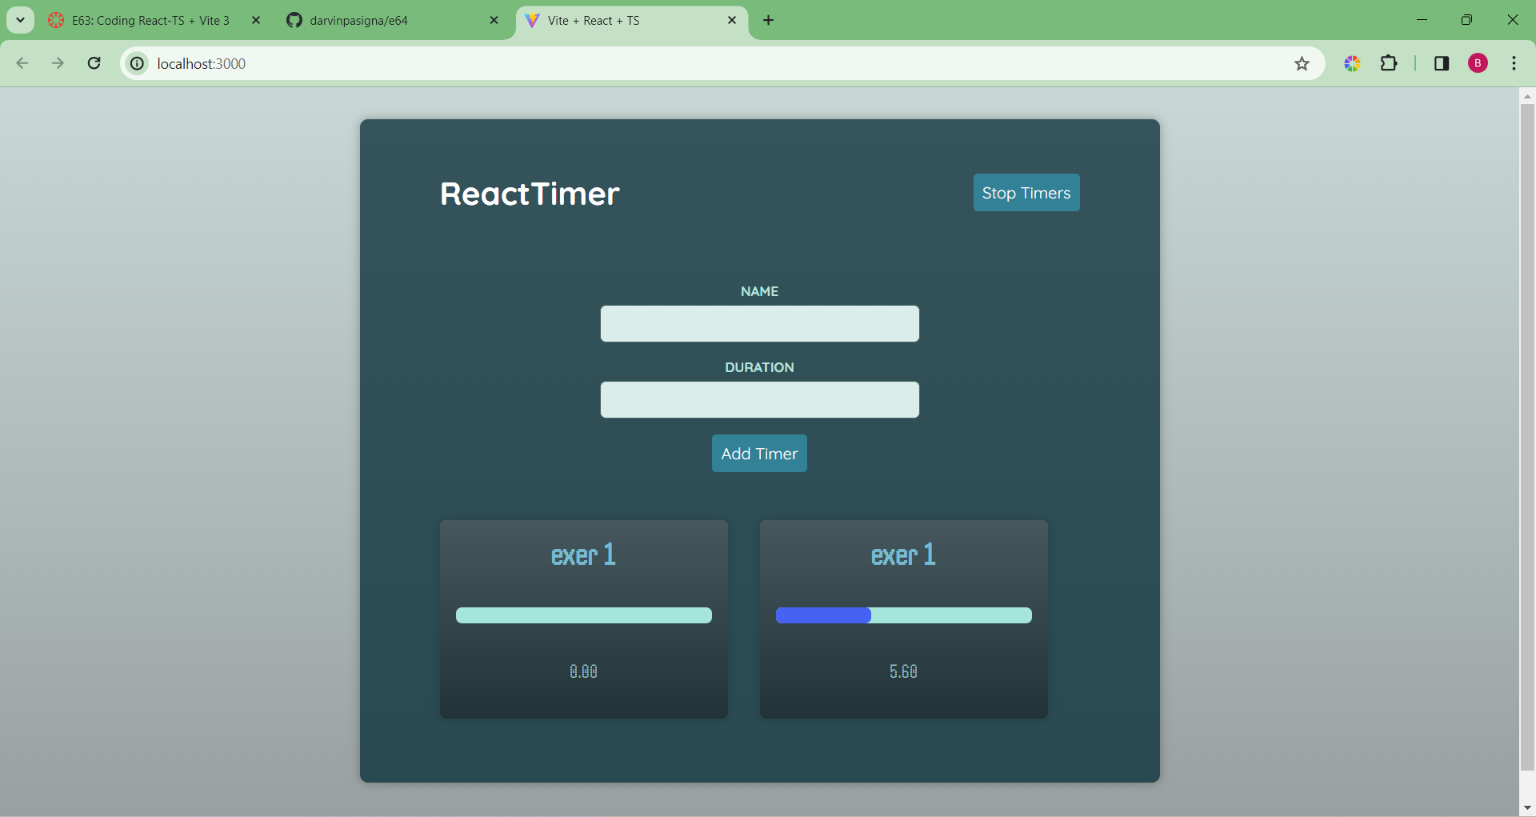 E63: Coding React-TS + Vite 3
darvinpasigna/e64
Vite + React + TS
localhost:3000
B
ReactTimer
Stop Timers
NAME
DURATION
Add Timer
exer 1
0.00
exer 1
5.60